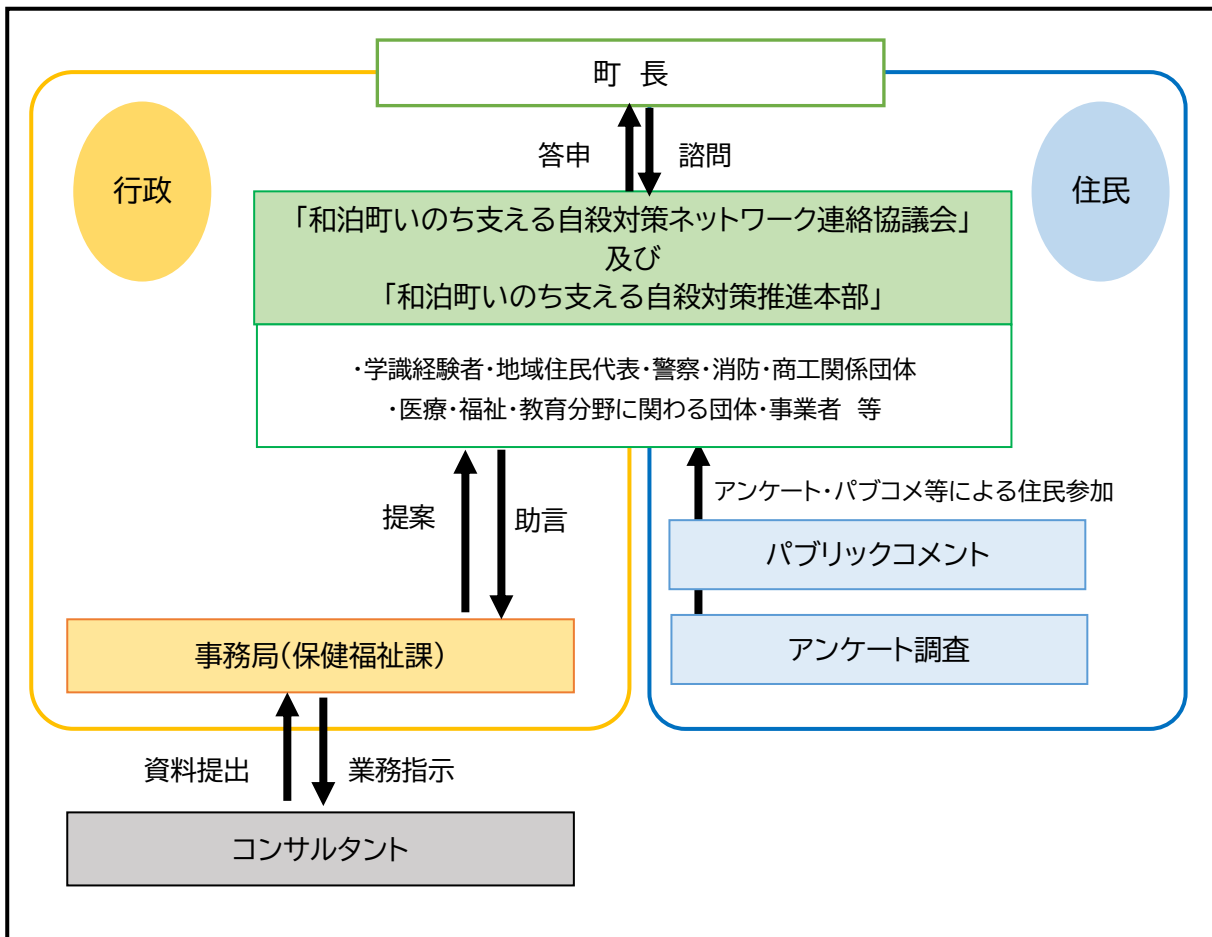 町 長
答申
諮問
行政
住民
「和泊町いのち支える自殺対策ネットワーク連絡協議会」
及び
「和泊町いのち支える自殺対策推進本部」
・学識経験者・地域住民代表・警察・消防・商工関係団体
・医療・福祉・教育分野に関わる団体・事業者 等
提案
助言
アンケート・パブコメ等による住民参加
パブリックコメント
事務局(保健福祉課)
アンケート調査
資料提出
業務指示
コンサルタント